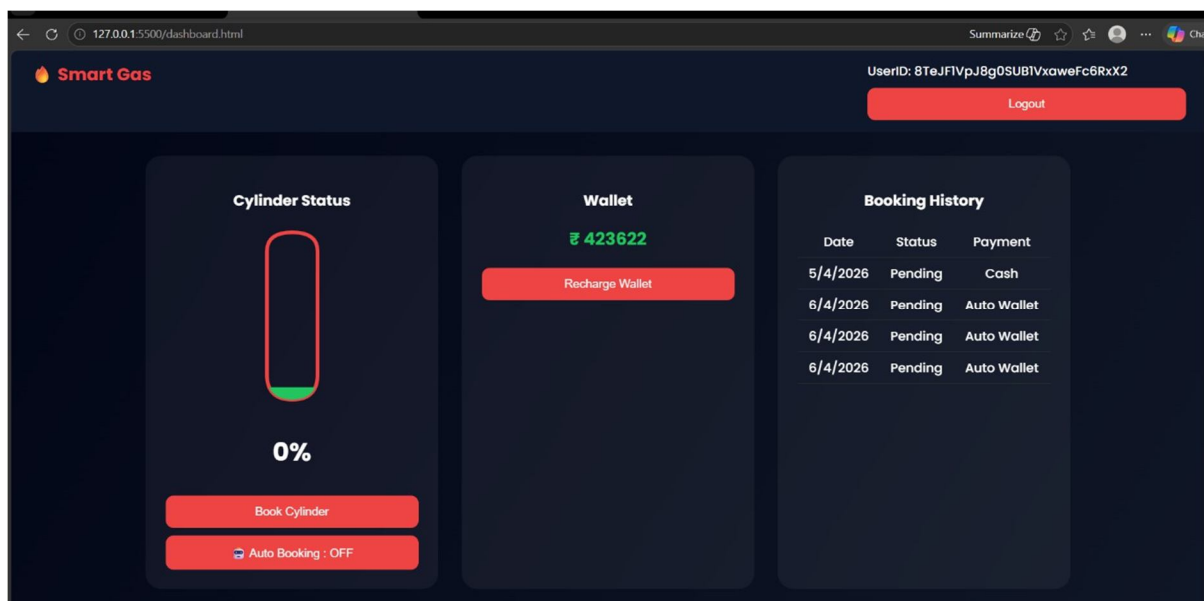 127.0.0.1:5500/dashboard.html
Summarize
🔥 Smart Gas
UserID: 8TeJF1VpJ8g0SUB1VxaweFc6RxX2
Logout
Cylinder Status
0%
Book Cylinder
Auto Booking : OFF
Wallet
₹ 423622
Recharge Wallet
Booking History
Date Status Payment
5/4/2026 Pending Cash
6/4/2026 Pending Auto Wallet
6/4/2026 Pending Auto Wallet
6/4/2026 Pending Auto Wallet